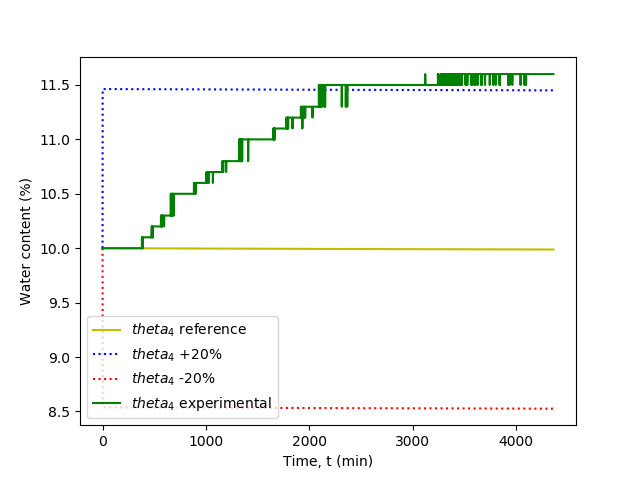 11.5
11.0
10.5
10.0
9.5
9.0
8.5
Water content (%)
theta₄ reference
theta₄ +20%
theta₄ -20%
theta₄ experimental
0 1000 2000 3000 4000
Time, t (min)